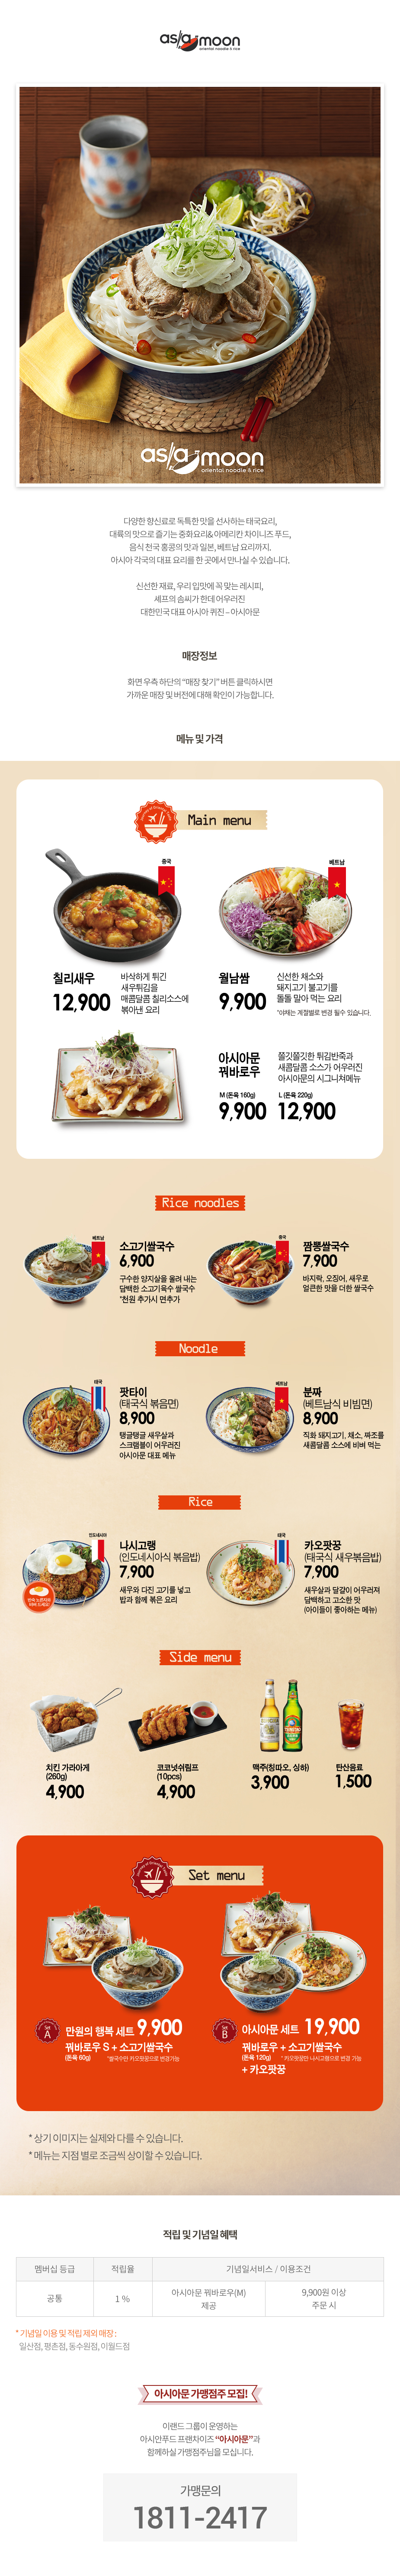 asia moon
oriental noodle & rice
asia moon
oriental noodle & rice
다양한 향신료로 독특한 맛을 선사하는 태국요리,
대륙의 맛으로 즐기는 중화요리& 아메리칸 차이니즈 푸드,
음식 천국 홍콩의 맛과 일본, 베트남 요리까지.
아시아 각국의 대표 요리를 한 곳에서 만나실 수 있습니다.
신선한 재료, 우리 입맛에 꼭 맞는 레시피,
셰프의 솜씨가 한데 어우러진
대한민국 대표 아시아 퀴진 – 아시아문
매장정보
화면 우측 하단의 “매장 찾기” 버튼 클릭하시면
가까운 매장 및 버전에 대해 확인이 가능합니다.
메뉴 및 가격
Main menu
중국
베트남
칠리새우
12,900
바삭하게 튀긴
새우튀김을
매콤달콤 칠리소스에
볶아낸 요리
월남쌈
9,900
신선한 채소와
돼지고기 불고기를
돌돌 말아 먹는 요리
*야채는 계절별로 변경 될수 있습니다.
아시아문
꿔바로우
쫄깃쫄깃한 튀김반죽과
새콤달콤 소스가 어우러진
아시아문의 시그니쳐메뉴
M (돈육 160g)
9,900
L (돈육 220g)
12,900
Rice noodles
베트남
소고기쌀국수
6,900
구수한 양지살을 올려 내는
담백한 소고기육수 쌀국수
*천원 추가시 면추가
중국
짬뽕쌀국수
7,900
바지락, 오징어, 새우로
얼큰한 맛을 더한 쌀국수
Noodle
태국
팟타이
(태국식 볶음면)
8,900
탱글탱글 새우살과
스크램블이 어우러진
아시아문 대표 메뉴
베트남
분짜
(베트남식 비빔면)
8,900
직화 돼지고기, 채소, 짜조를
새콤달콤 소스에 비벼 먹는
Rice
인도네시아
나시고랭
(인도네시아식 볶음밥)
7,900
새우와 다진 고기를 넣고
밥과 함께 볶은 요리
태국
카오팟꿍
(태국식 새우볶음밥)
7,900
새우살과 달걀이 어우러져
담백하고 고소한 맛
(아이들이 좋아하는 메뉴)
Side menu
치킨 가라아게
(260g)
4,900
코코넛쉬림프
(10pcs)
4,900
맥주(칭따오, 싱하)
3,900
탄산음료
1,500
Set menu
Set
A
만원의 행복 세트 9,900
꿔바로우 S + 소고기쌀국수
(돈육 60g)
*쌀국수만 카오팟꿍으로 변경가능
Set
B
아시아문 세트 19,900
꿔바로우 + 소고기쌀국수
(돈육 120g)
* 카오팟꿍만 나시고랭으로 변경 가능
+ 카오팟꿍
* 상기 이미지는 실제와 다를 수 있습니다.
* 메뉴는 지점 별로 조금씩 상이할 수 있습니다.
적립 및 기념일 혜택
멤버십 등급
적립율
기념일서비스 / 이용조건
공통
1 %
아시아문 꿔바로우(M)
제공
9,900원 이상
주문 시
* 기념일 이용 및 적립 제외 매장 :
일산점, 평촌점, 동수원점, 이월드점
아시아문 가맹점주 모집!
이랜드 그룹이 운영하는
아시안푸드 프랜차이즈 “아시아문”과
함께하실 가맹점주님을 모십니다.
가맹문의
1811-2417